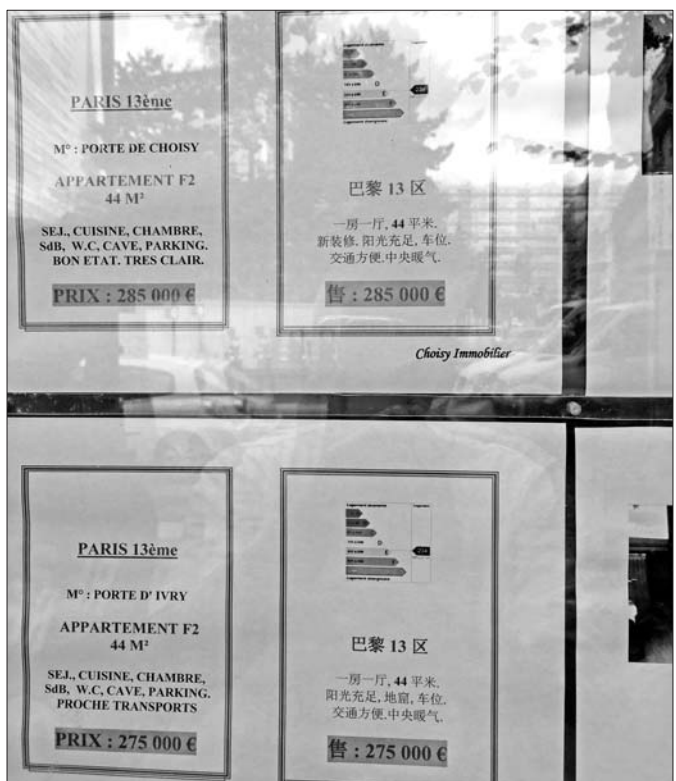 PARIS 13ème
M° : PORTE DE CHOISY
APPARTEMENT F2
44 M²
SEJ., CUISINE, CHAMBRE,
SdB, W.C, CAVE, PARKING.
BON ETAT. TRES CLAIR.
PRIX : 285 000 €
巴黎 13 区
一房一厅, 44 平米.
新装修. 阳光充足, 车位.
交通方便.中央暖气.
售 : 285 000 €
Choisy Immobilier
PARIS 13ème
M° : PORTE D' IVRY
APPARTEMENT F2
44 M²
SEJ., CUISINE, CHAMBRE,
SdB, W.C, CAVE, PARKING.
PROCHE TRANSPORTS
PRIX : 275 000 €
巴黎 13 区
一房一厅, 44 平米.
阳光充足, 地窟, 车位.
交通方便.中央暖气.
售 : 275 000 €